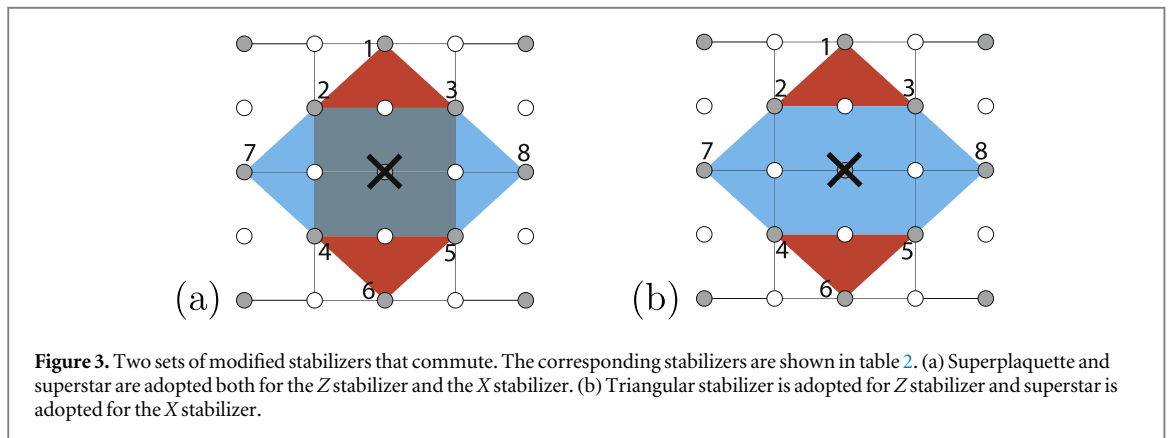 1 1
2 3 2 3
7 8 7 8
4 5 4 5
(a) 6 (b) 6
Figure 3. Two sets of modified stabilizers that commute. The corresponding stabilizers are shown in table 2. (a) Superplaquette and
superstar are adopted both for the Z stabilizer and the X stabilizer. (b) Triangular stabilizer is adopted for Z stabilizer and superstar is
adopted for the X stabilizer.